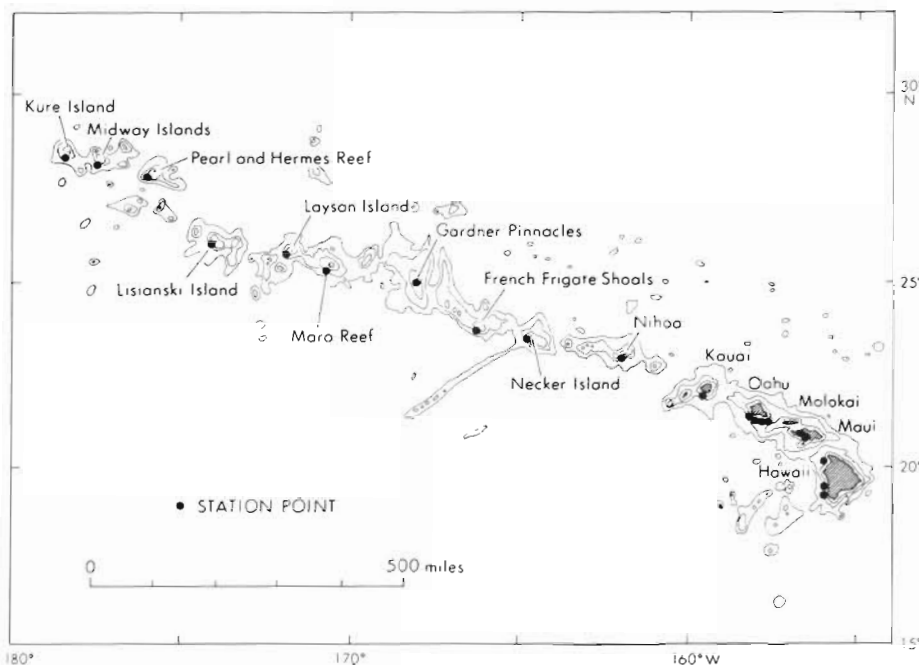 30°
N
Kure Island
Midway Islands
Pearl and Hermes Reef
Layson Island
Gardner Pinnacles
25°
Lisianski Island
French Frigate Shoals
Maro Reef
Nihoa
Necker Island
Kauai
Oahu
Molokai
Maui
20°
Hawaii
STATION POINT
0
500 miles
15°
180°
170°
160°W